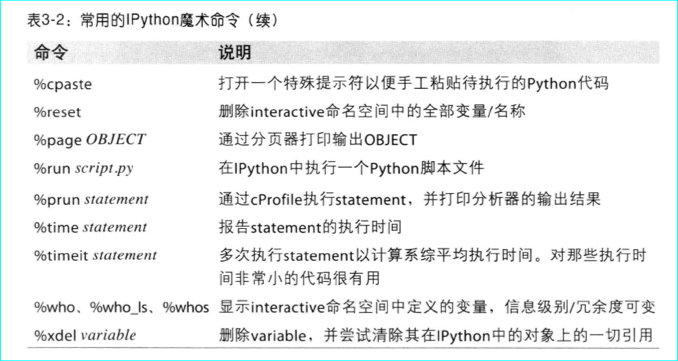 表3-2：常用的IPython魔术命令（续）
命令 说明
%cpaste 打开一个特殊提示符以便手工粘贴待执行的Python代码
%reset 删除interactive命名空间中的全部变量/名称
%page OBJECT 通过分页器打印输出OBJECT
%run script.py 在IPython中执行一个Python脚本文件
%prun statement 通过cProfile执行statement，并打印分析器的输出结果
%time statement 报告statement的执行时间
%timeit statement 多次执行statement以计算系综平均执行时间。对那些执行时
间非常小的代码很有用
%who、%who_ls、%whos 显示interactive命名空间中定义的变量，信息级别/冗余度可变
%xdel variable 删除variable，并尝试清除其在IPython中的对象上的一切引用